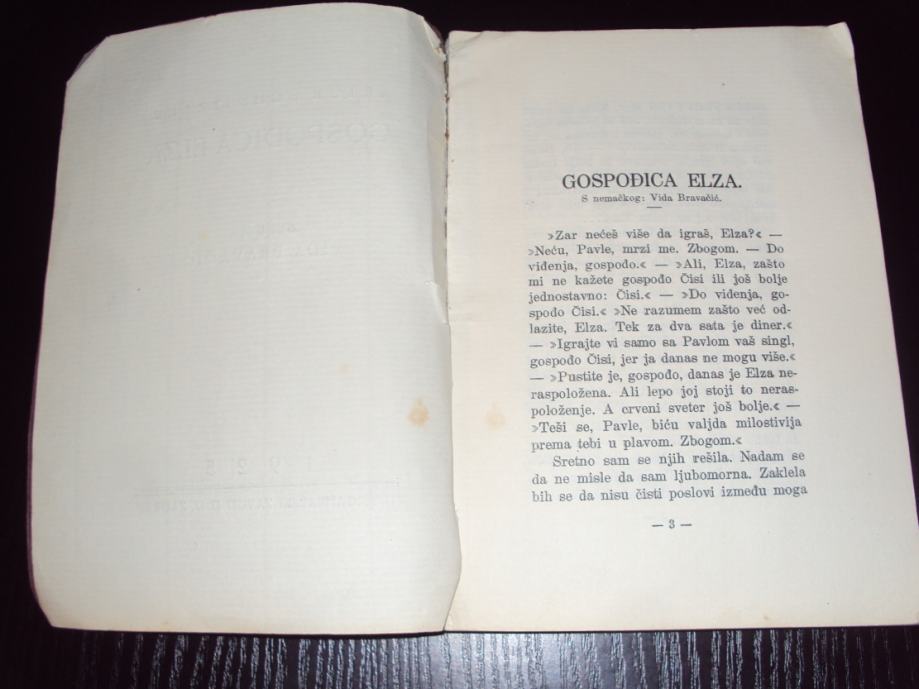 GOSPOĐICA ELZA.
S nemačkog: Vida Bravačić.
»Zar nećeš više da igraš, Elza?« —
»Neću, Pavle, mrzi me. Zbogom. — Do
viđenja, gospođo.« — »Ali, Elza, zašto
mi ne kažete gospođo Čisi ili još bolje
jednostavno: Čisi.« — »Do viđenja, go-
spođo Čisi.« »Ne razumem zašto već od-
lazite, Elza. Tek za dva sata je diner.«
— »Igrajte vi samo sa Pavlom vaš singl,
gospođo Čisi, jer ja danas ne mogu više.«
— »Pustite je, gospođo, danas je Elza ne-
raspoložena. Ali lepo joj stoji to neras-
položenje. A crveni sveter još bolje.« —
»Teši se, Pavle, biću valjda milostivija
prema tebi u plavom. Zbogom.«
Sretno sam se njih rešila. Nadam se
da ne misle da sam ljubomorna. Zaklela
bih se da nisu čisti poslovi između moga
— 3 —